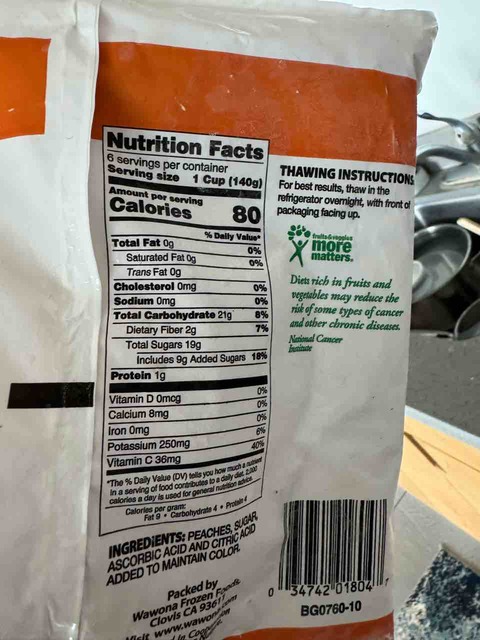 Nutrition Facts
6 servings per container
Serving size 1 Cup (140g)
Amount per serving
Calories 80
% Daily Value*
Total Fat 0g 0%
Saturated Fat 0g 0%
Trans Fat 0g
Cholesterol 0mg 0%
Sodium 0mg 0%
Total Carbohydrate 21g 8%
Dietary Fiber 2g 7%
Total Sugars 19g
Includes 9g Added Sugars 18%
Protein 1g
Vitamin D 0mcg 0%
Calcium 8mg 0%
Iron 0mg 0%
Potassium 250mg 6%
Vitamin C 36mg 40%
*The % Daily Value (DV) tells you how much a nutrient
in a serving of food contributes to a daily diet. 2,000
calories a day is used for general nutrition advice.
Calories per gram:
Fat 9 • Carbohydrate 4 • Protein 4
INGREDIENTS: PEACHES, SUGAR,
ASCORBIC ACID AND CITRIC ACID
ADDED TO MAINTAIN COLOR.
Packed by
Wawona Frozen Foods
Clovis CA 9361
Visit www.wawona
THAWING INSTRUCTIONS
For best results, thaw in the
refrigerator overnight, with front of
packaging facing up.
fruits & veggies
more
matters.
Diets rich in fruits and
vegetables may reduce the
risk of some types of cancer
and other chronic diseases.
National Cancer
Institute
0 34742 01804 7
BG0760-10